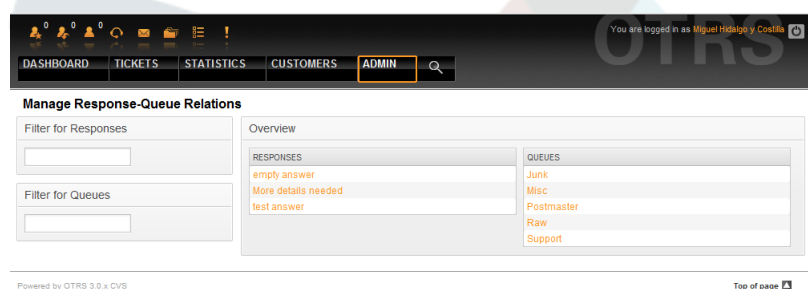 0 0 0
You are logged in as Miguel Hidalgo y Costilla
OTRS
DASHBOARD TICKETS STATISTICS CUSTOMERS ADMIN
Manage Response-Queue Relations
Filter for Responses
Filter for Queues
Overview
RESPONSES
empty answer
More details needed
test answer
QUEUES
Junk
Misc
Postmaster
Raw
Support
Powered by OTRS 3.0.x CVS
Top of page